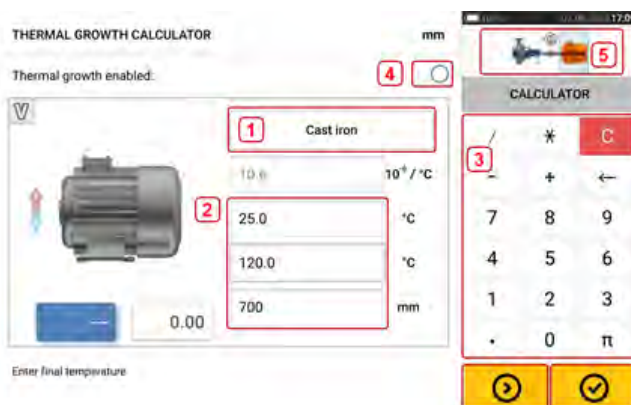 17:0
THERMAL GROWTH CALCULATOR mm
Thermal growth enabled: 4
5
CALCULATOR
V
1 Cast iron
10.6 10⁻⁶ / °C
2
25.0 °C
120.0 °C
700 mm
0.00
Enter final temperature
3
/ * C
- + ←
7 8 9
4 5 6
1 2 3
. 0 π